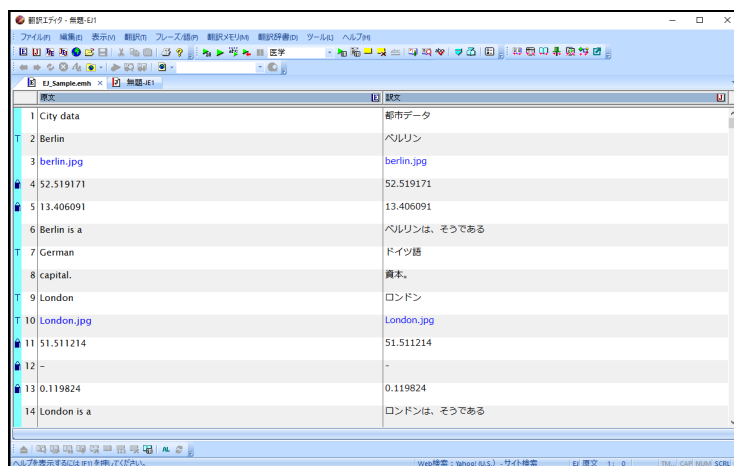 翻訳エディタ - 無題-EJ1
ファイル(F) 編集(E) 表示(V) 翻訳(T) フレーズ/語(P) 翻訳メモリ(M) 翻訳辞書(D) ツール(L) ヘルプ(H)
医学
EJ_Sample.emh × 無題-JE1
原文 E 訳文 J
1 City data 都市データ
T 2 Berlin ベルリン
3 berlin.jpg berlin.jpg
4 52.519171 52.519171
5 13.406091 13.406091
6 Berlin is a ベルリンは、そうである
T 7 German ドイツ語
8 capital. 資本。
T 9 London ロンドン
T 10 London.jpg London.jpg
11 51.511214 51.511214
12 - -
13 0.119824 0.119824
14 London is a ロンドンは、そうである
AL
ヘルプを表示するには [F1] を押してください。 Web検索 : Yahoo! (U.S.) - サイト検索 EJ 原文 1: 0 TM... CAP NUM SCRL